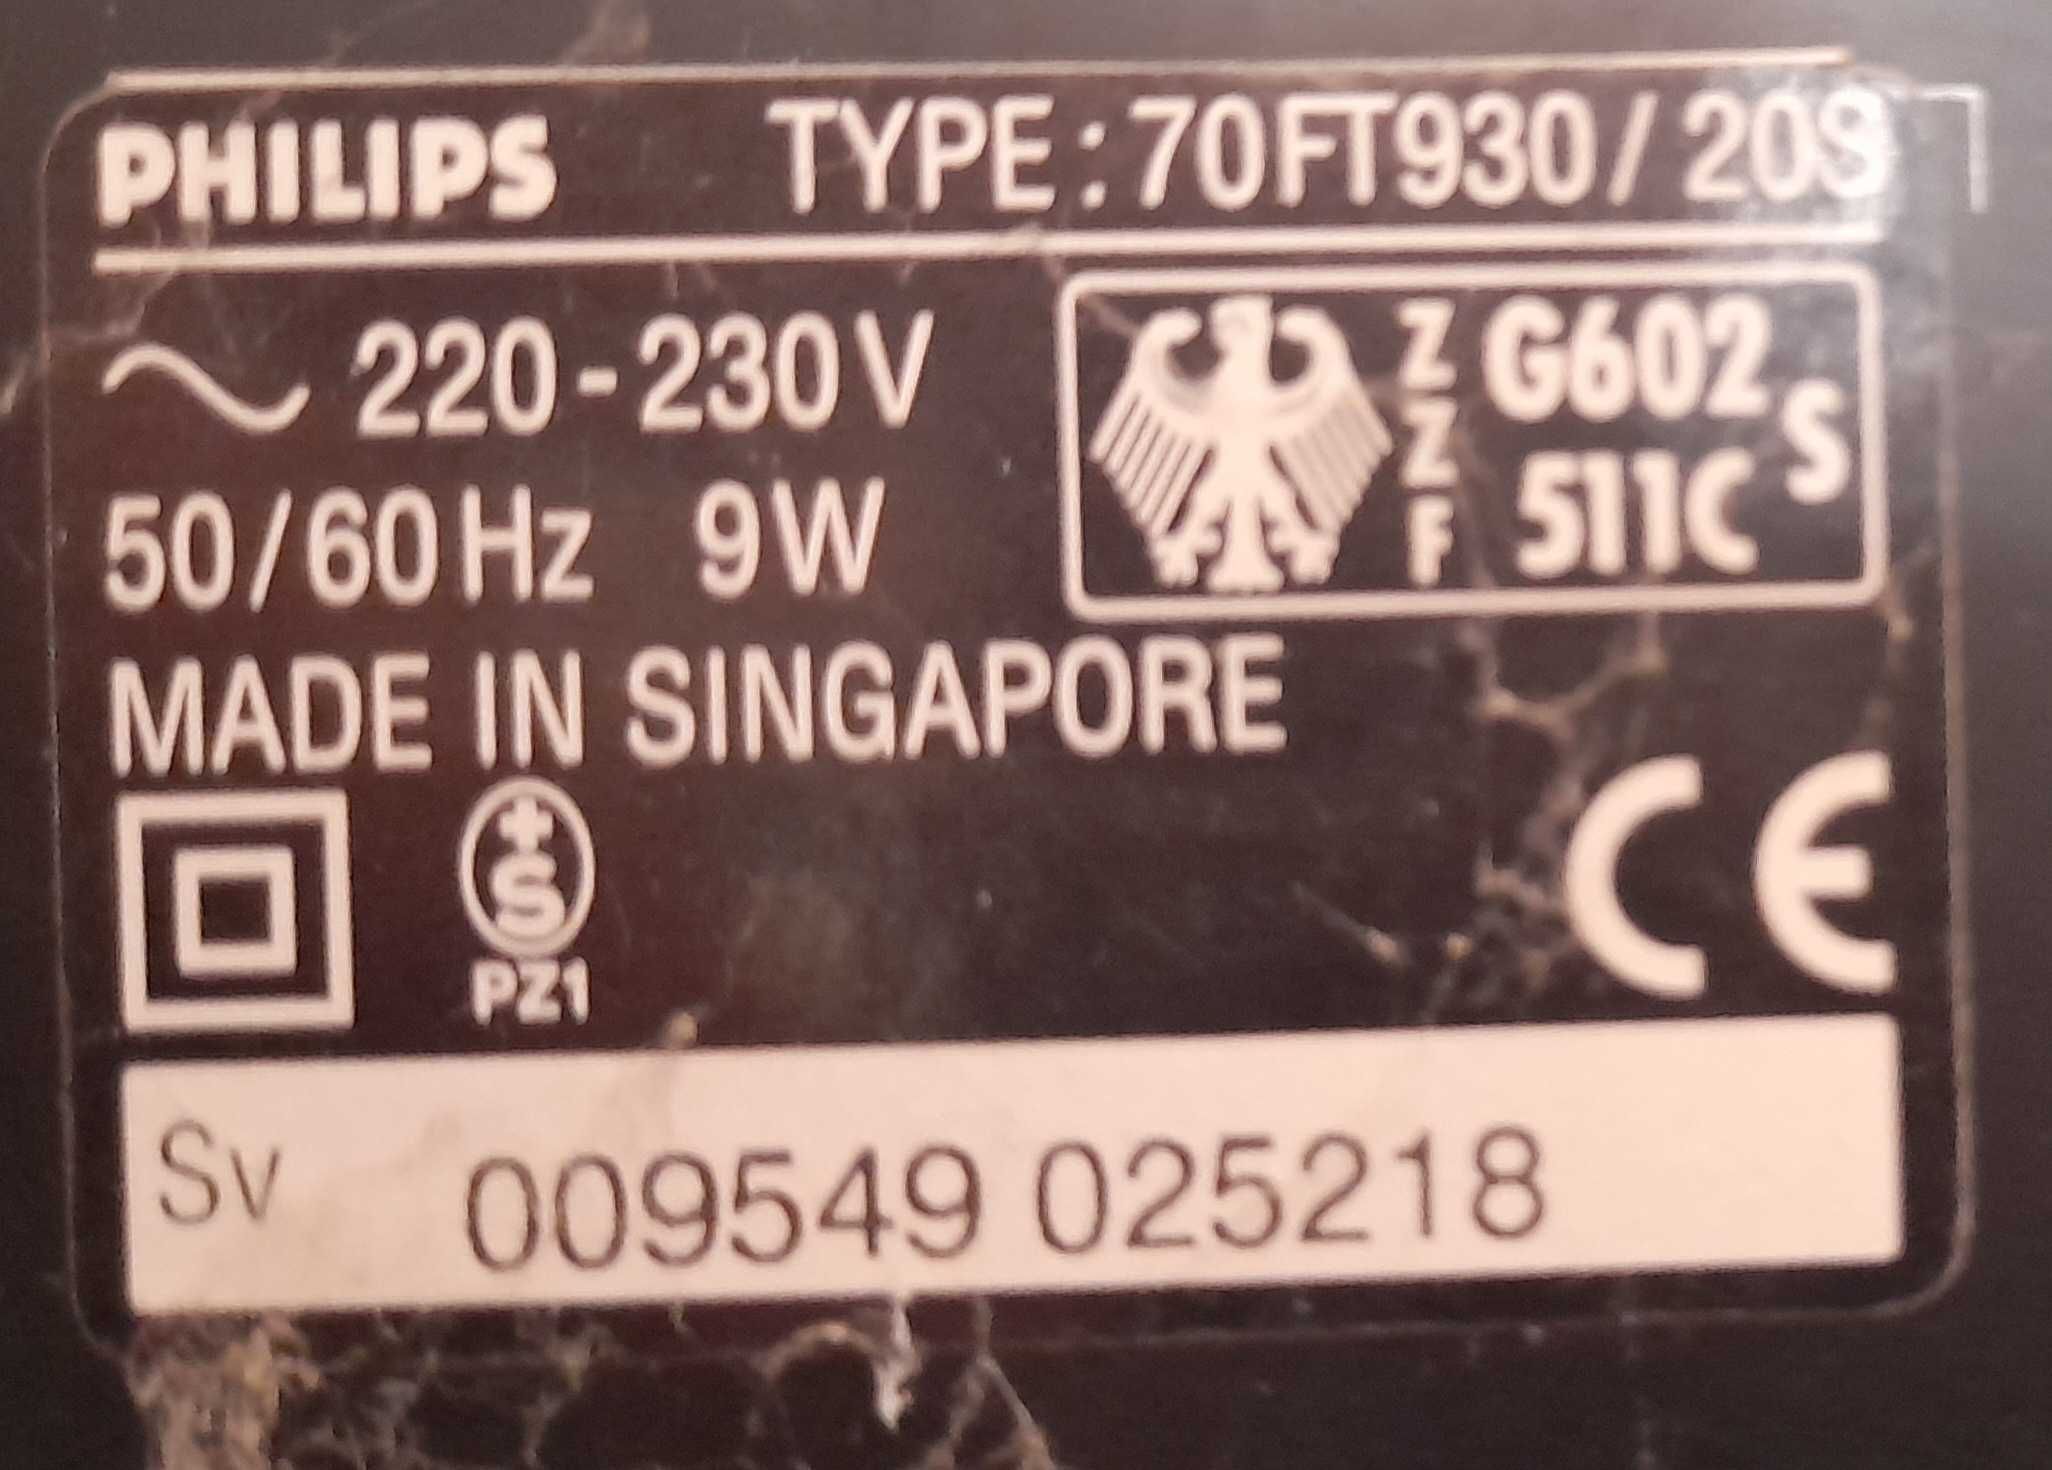 PHILIPS TYPE: 70FT930/20S
~ 220-230V
50/60Hz 9W
ZZF
G602
511C
S
MADE IN SINGAPORE
+S
PZ1
CE
Sv 009549 025218